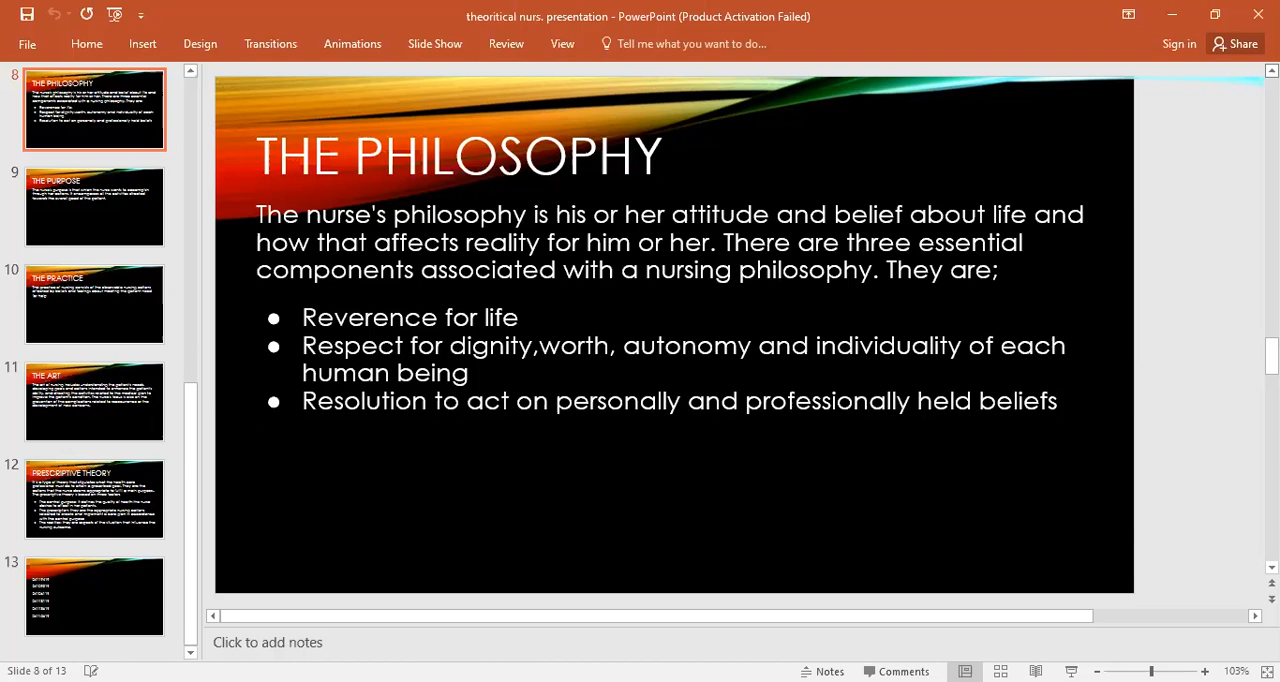 theoritical nurs. presentation - PowerPoint (Product Activation Failed)
File Home Insert Design Transitions Animations Slide Show Review View Tell me what you want to do... Sign in Share
8
THE PHILOSOPHY
9
THE PURPOSE
10
THE PRACTICE
11
THE ART
12
PRESCRIPTIVE THEORY
13
THE PHILOSOPHY
The nurse's philosophy is his or her attitude and belief about life and
how that affects reality for him or her. There are three essential
components associated with a nursing philosophy. They are;
● Reverence for life
● Respect for dignity,worth, autonomy and individuality of each
human being
● Resolution to act on personally and professionally held beliefs
Click to add notes
Slide 8 of 13 Notes Comments 103%